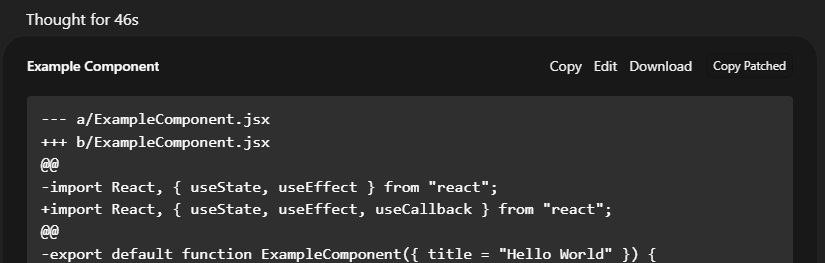 Thought for 46s
Example Component Copy Edit Download Copy Patched
--- a/ExampleComponent.jsx
+++ b/ExampleComponent.jsx
@@
-import React, { useState, useEffect } from "react";
+import React, { useState, useEffect, useCallback } from "react";
@@
-export default function ExampleComponent({ title = "Hello World" }) {